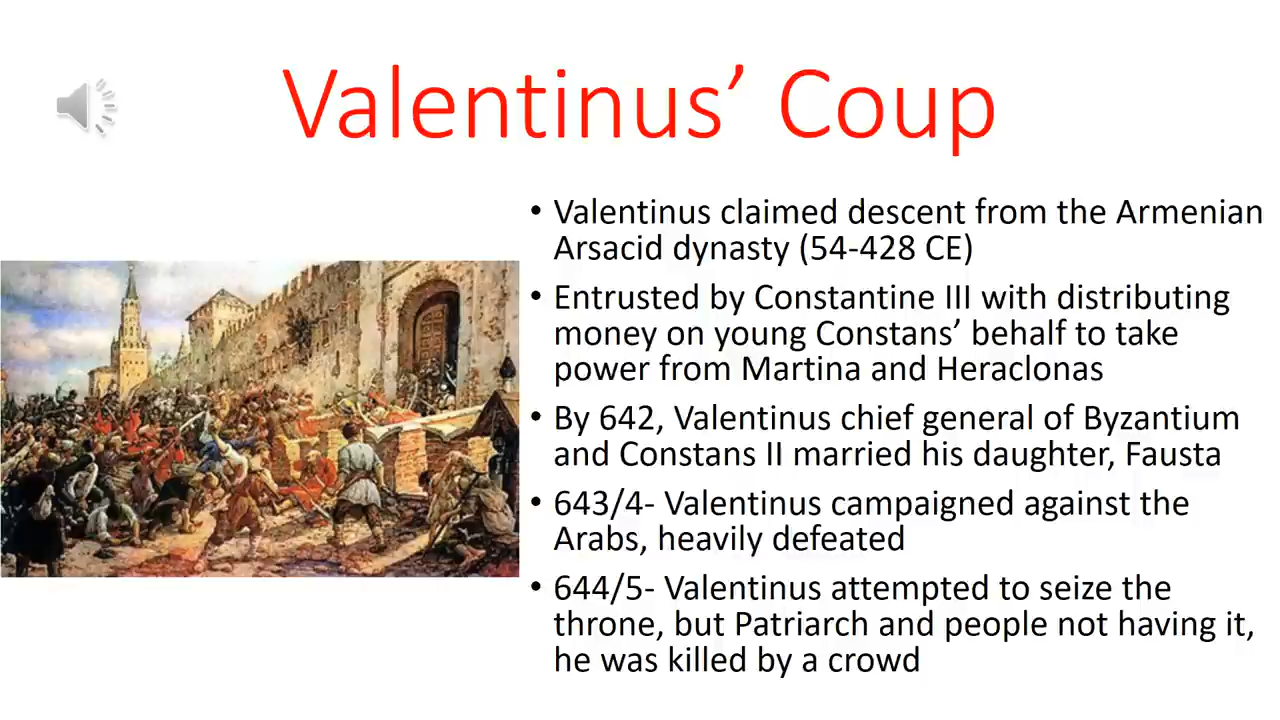 Valentinus’ Coup
• Valentinus claimed descent from the Armenian
Arsacid dynasty (54-428 CE)
• Entrusted by Constantine III with distributing
money on young Constans’ behalf to take
power from Martina and Heraclonas
• By 642, Valentinus chief general of Byzantium
and Constans II married his daughter, Fausta
• 643/4- Valentinus campaigned against the
Arabs, heavily defeated
• 644/5- Valentinus attempted to seize the
throne, but Patriarch and people not having it,
he was killed by a crowd